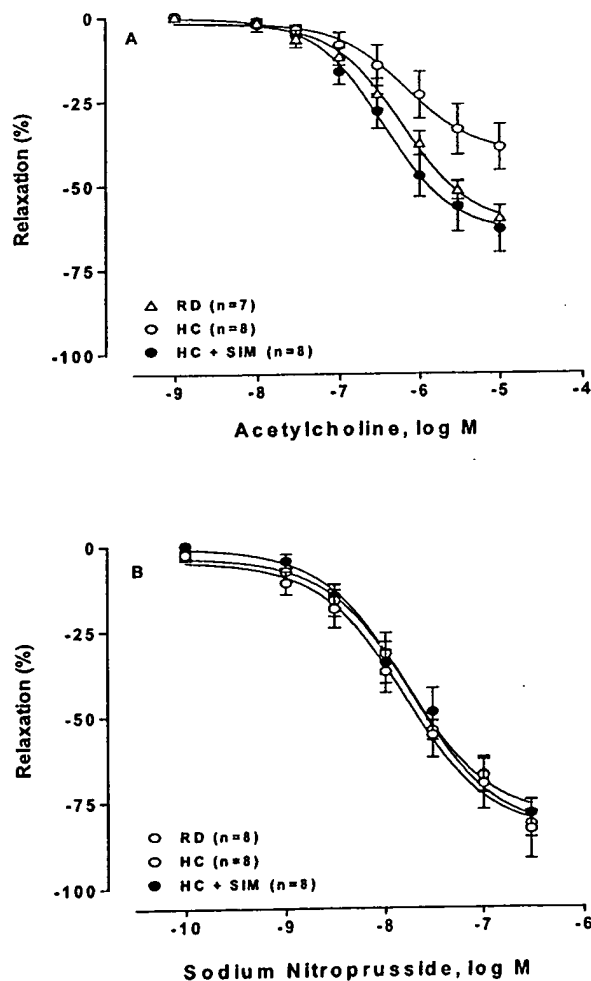 A
Relaxation (%)
0
-25
-50
-75
-100
RD (n=7)
HC (n=8)
HC + SIM (n=8)
-9 -8 -7 -6 -5 -4
Acetylcholine, log M
B
Relaxation (%)
0
-25
-50
-75
-100
RD (n=8)
HC (n=8)
HC + SIM (n=8)
-10 -9 -8 -7 -6
Sodium Nitroprusside, log M